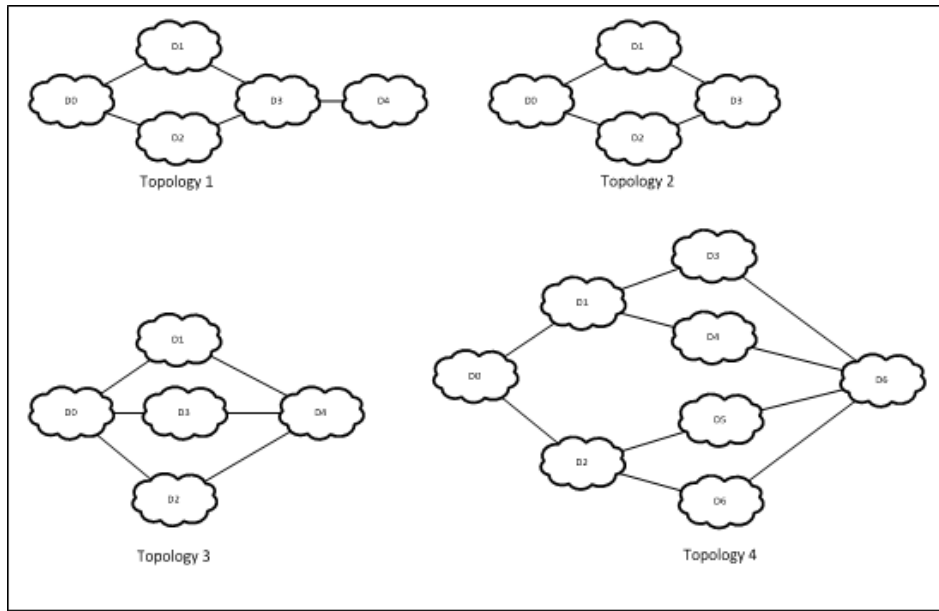 D1
D0
D3
D4
D2
Topology 1
D1
D0
D3
D2
Topology 2
D1
D0
D3
D4
D2
Topology 3
D3
D1
D4
D0
D6
D5
D2
D6
Topology 4